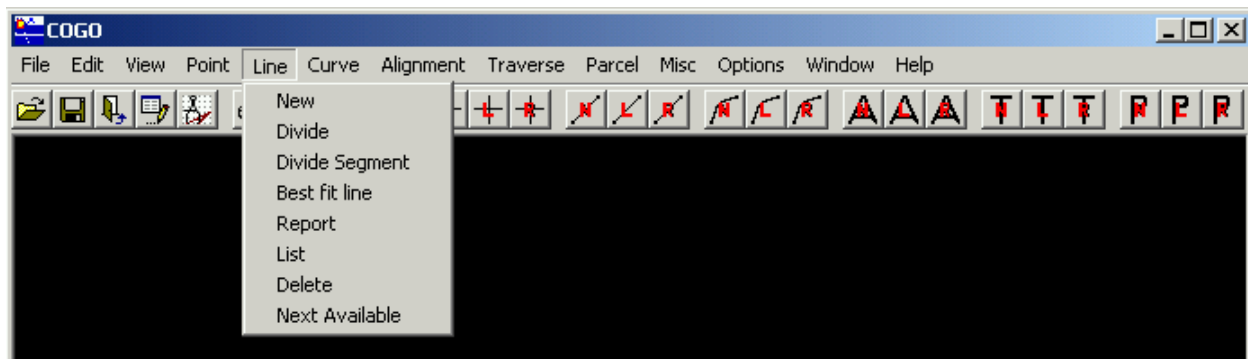 COGO
File Edit View Point Line Curve Alignment Traverse Parcel Misc Options Window Help
New
Divide
Divide Segment
Best fit line
Report
List
Delete
Next Available
L R N L R N L R N L R N L R N L R